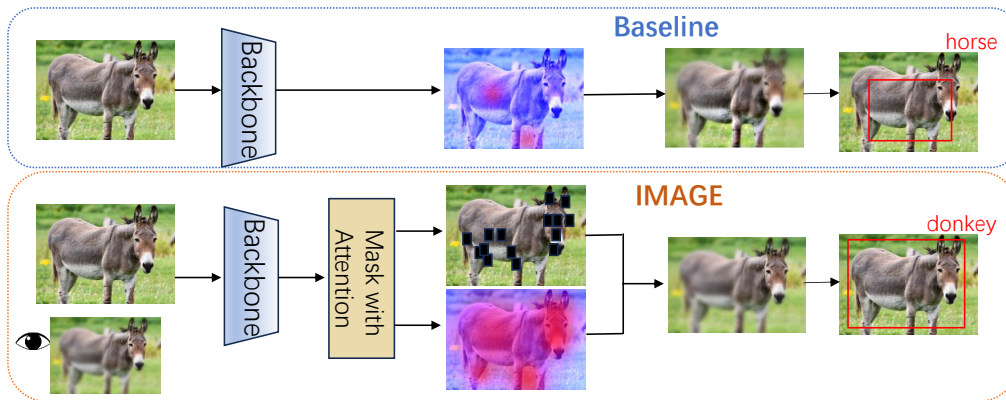 Baseline
horse
Backbone
IMAGE
donkey
Backbone
Mask with
Attention